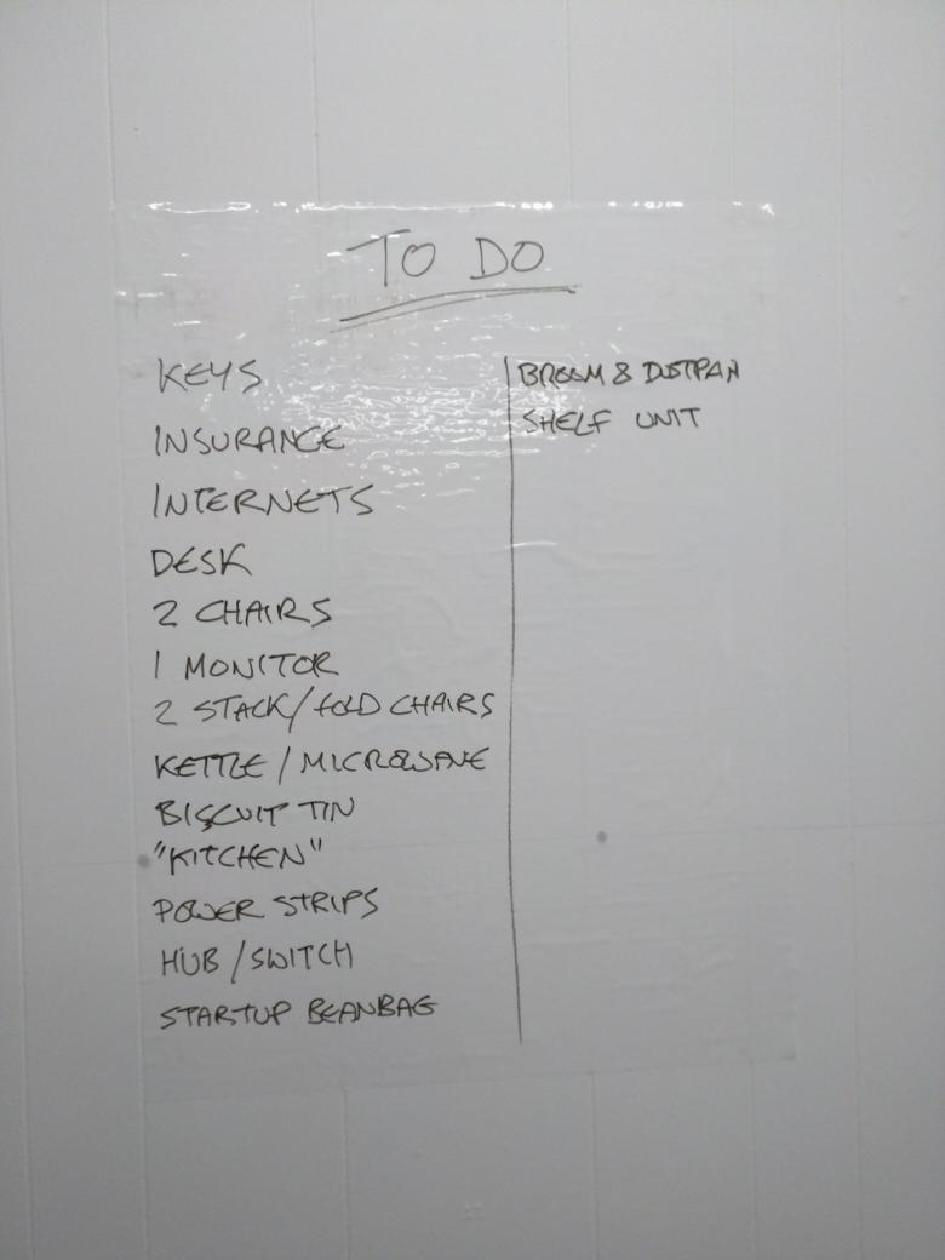 TO DO
KEYS
INSURANCE
INTERNETS
DESK
2 CHAIRS
1 MONITOR
2 STACK/FOLD CHAIRS
KETTLE / MICROWAVE
BISCUIT TIN
"KITCHEN"
POWER STRIPS
HUB / SWITCH
STARTUP BEANBAG
BROOM & DUSTPAN
SHELF UNIT